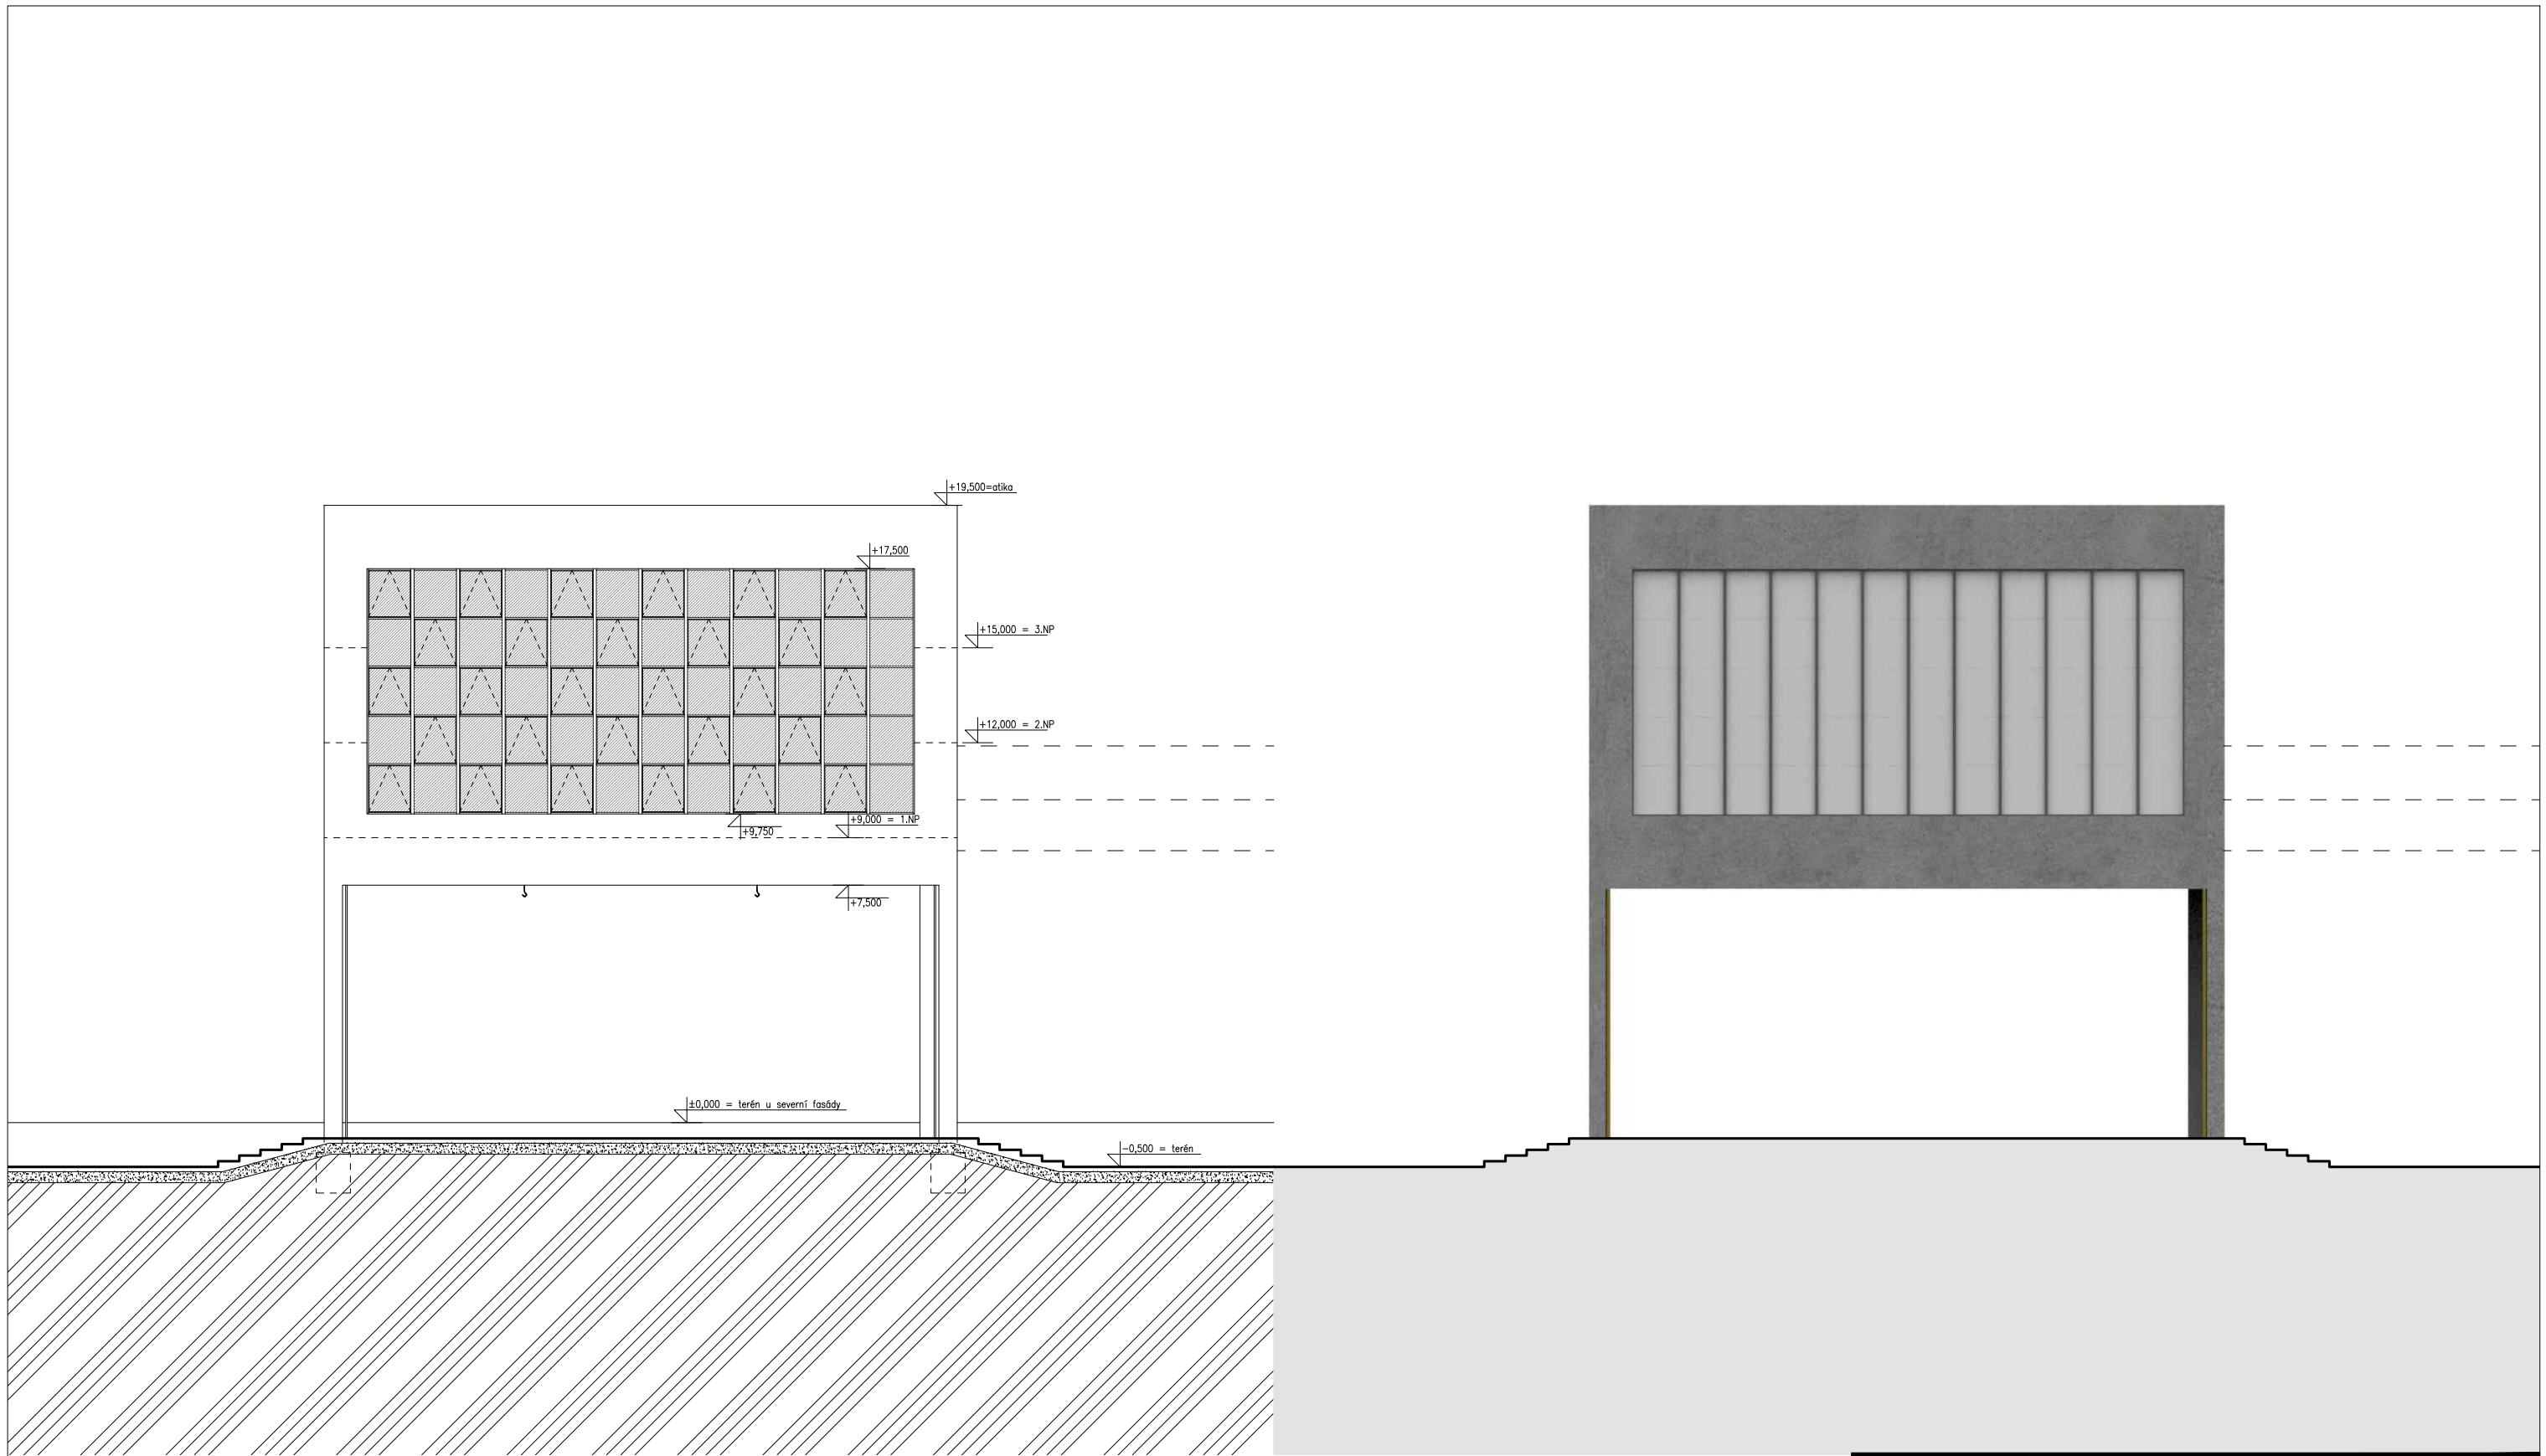 +19,500=atika
+17,500
+15,000 = 3.NP
+12,000 = 2.NP
+9,000 = 1.NP
+9,750
+7,500
±0,000 = terén u severní fasády
-0,500 = terén